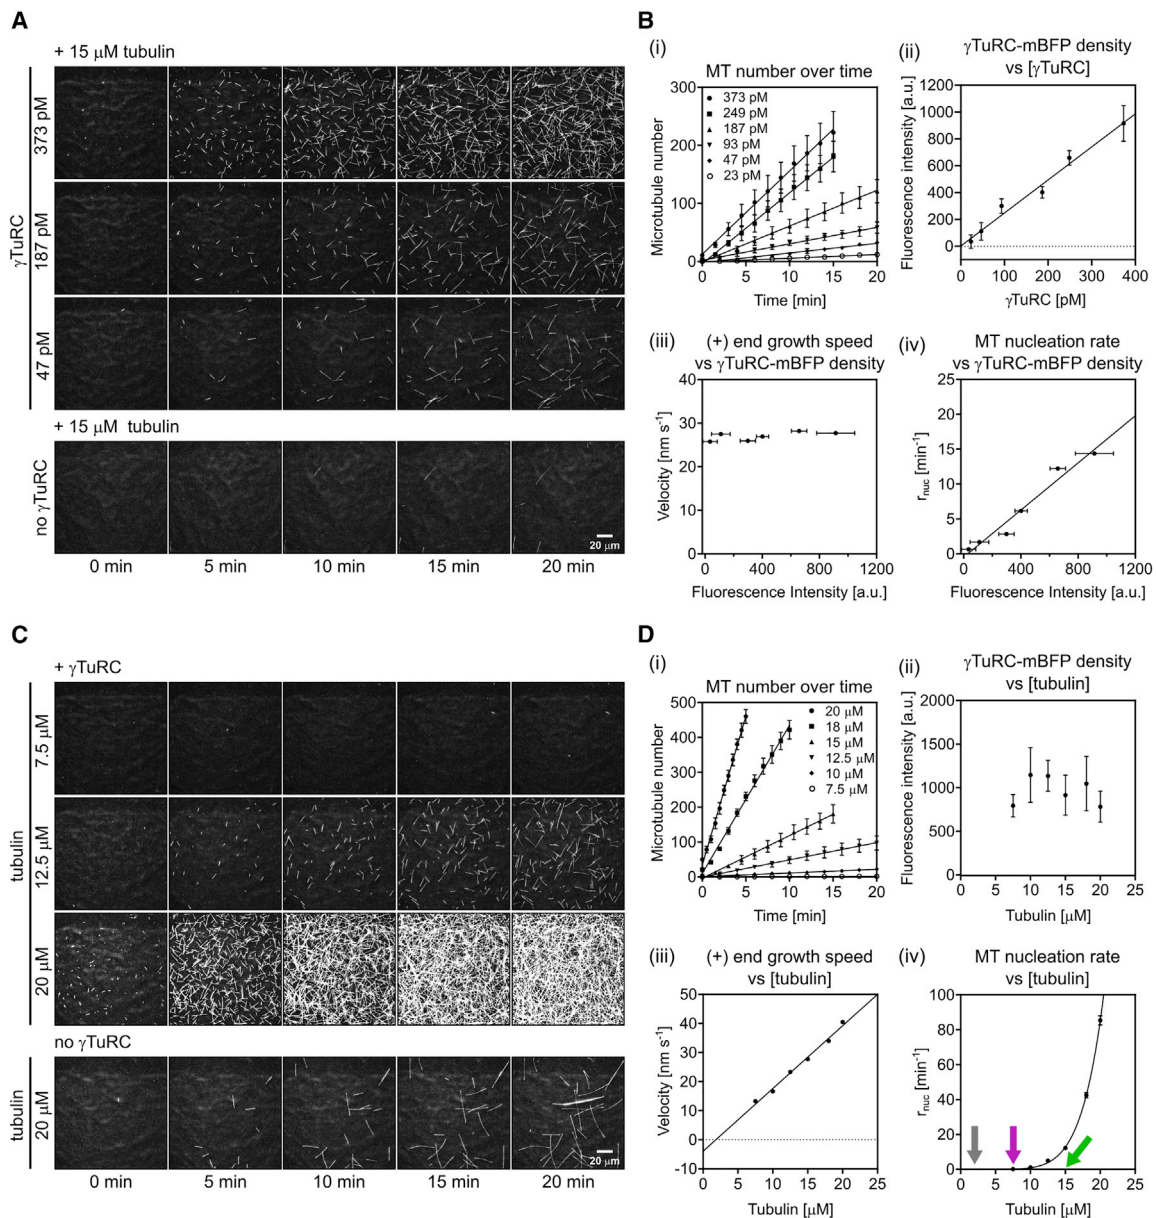 A
+ 15 μM tubulin
γTuRC
373 pM
187 pM
47 pM
+ 15 μM tubulin
no γTuRC
20 μm
0 min 5 min 10 min 15 min 20 min
B
(i)
MT number over time
Microtubule number
300
200
100
0
373 pM
249 pM
187 pM
93 pM
47 pM
23 pM
0 5 10 15 20
Time [min]
(ii)
γTuRC-mBFP density
vs [γTuRC]
Fluorescence intensity [a.u.]
1200
1000
800
600
400
200
0
0 100 200 300 400
γTuRC [pM]
(iii)
(+) end growth speed
vs γTuRC-mBFP density
Velocity [nm s-1]
40
30
20
10
0
0 400 800 1200
Fluorescence Intensity [a.u.]
(iv)
MT nucleation rate
vs γTuRC-mBFP density
rnuc [min-1]
25
20
15
10
5
0
0 400 800 1200
Fluorescence Intensity [a.u.]
C
+ γTuRC
tubulin
7.5 μM
12.5 μM
20 μM
no γTuRC
tubulin
20 μM
20 μm
0 min 5 min 10 min 15 min 20 min
D
(i)
MT number over time
Microtubule number
500
400
300
200
100
0
20 μM
18 μM
15 μM
12.5 μM
10 μM
7.5 μM
0 5 10 15 20
Time [min]
(ii)
γTuRC-mBFP density
vs [tubulin]
Fluorescence intensity [a.u.]
2000
1500
1000
500
0
0 5 10 15 20 25
Tubulin [μM]
(iii)
(+) end growth speed
vs [tubulin]
Velocity [nm s-1]
50
40
30
20
10
0
-10
0 5 10 15 20 25
Tubulin [μM]
(iv)
MT nucleation rate
vs [tubulin]
rnuc [min-1]
100
80
60
40
20
0
0 5 10 15 20 25
Tubulin [μM]